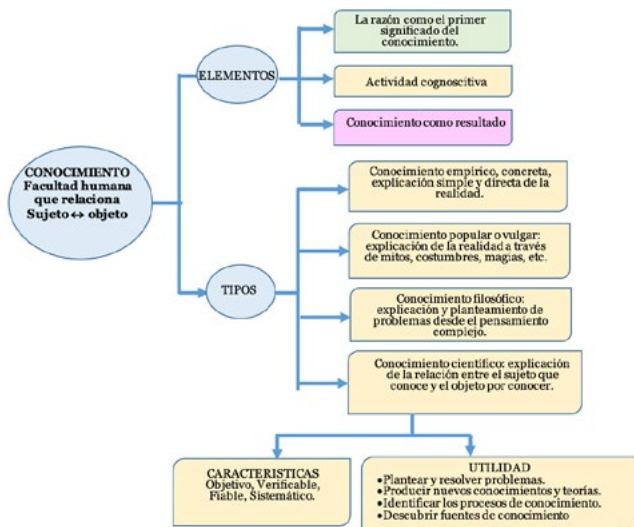 La razón como el primer
significado del
conocimiento.
ELEMENTOS
Actividad cognoscitiva
Conocimiento como resultado
CONOCIMIENTO
Facultad humana
que relaciona
Sujeto ↔ objeto
Conocimiento empírico, concreta,
explicación simple y directa de la
realidad.
Conocimiento popular o vulgar:
explicación de la realidad a través
de mitos, costumbres, magias, etc.
TIPOS
Conocimiento filosófico:
explicación y planteamiento de
problemas desde el pensamiento
complejo.
Conocimiento científico: explicación
de la relación entre el sujeto que
conoce y el objeto por conocer.
CARACTERISTICAS
Objetivo, Verificable,
Fiable, Sistemático.
UTILIDAD
•Plantear y resolver problemas.
•Producir nuevos conocimientos y teorías.
•Identificar los procesos de conocimiento.
•Descubrir fuentes de conocimiento